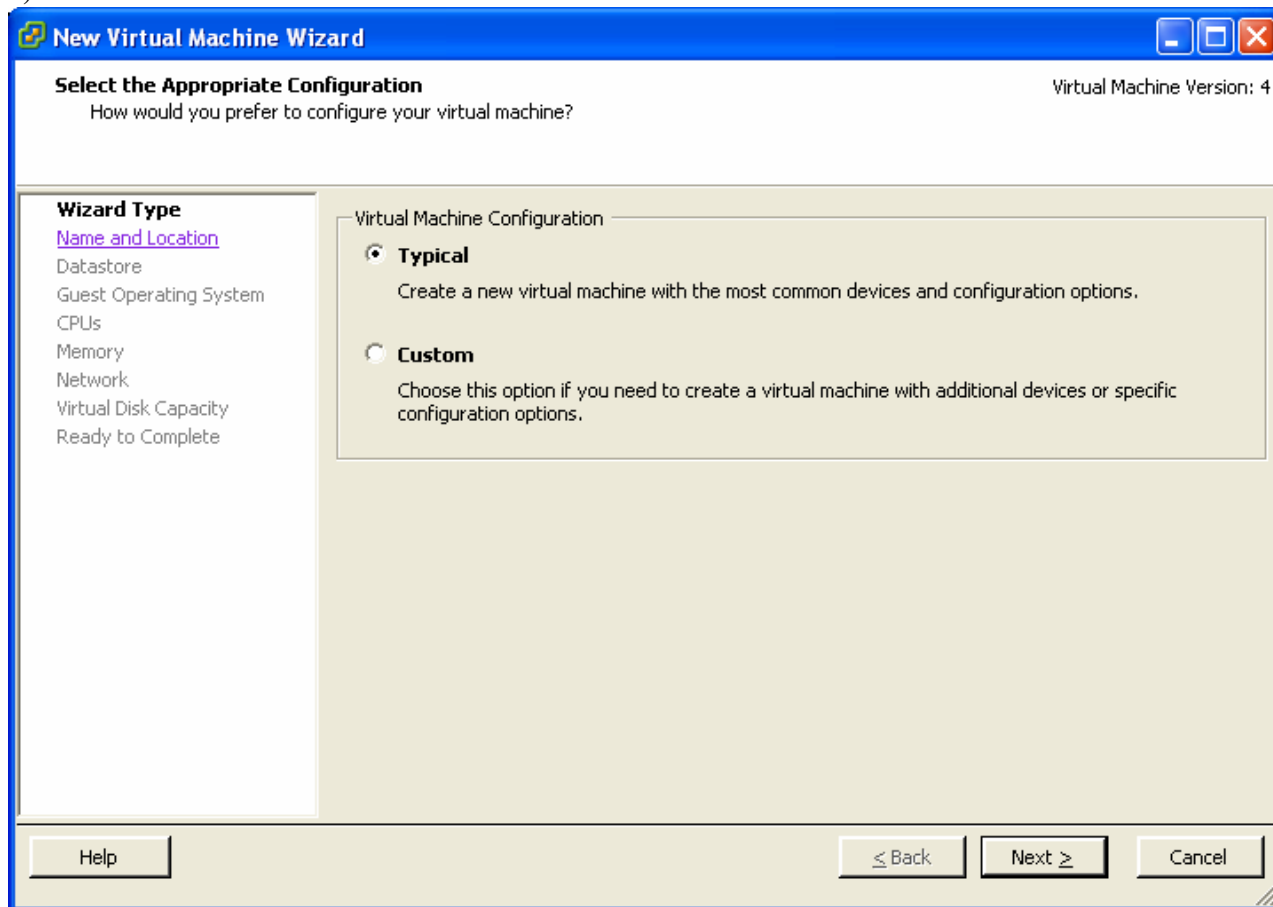 )
New Virtual Machine Wizard
Select the Appropriate Configuration
Virtual Machine Version: 4
How would you prefer to configure your virtual machine?
Wizard Type
Name and Location
Datastore
Guest Operating System
CPUs
Memory
Network
Virtual Disk Capacity
Ready to Complete
Virtual Machine Configuration
Typical
Create a new virtual machine with the most common devices and configuration options.
Custom
Choose this option if you need to create a virtual machine with additional devices or specific
configuration options.
Help
< Back
Next >
Cancel